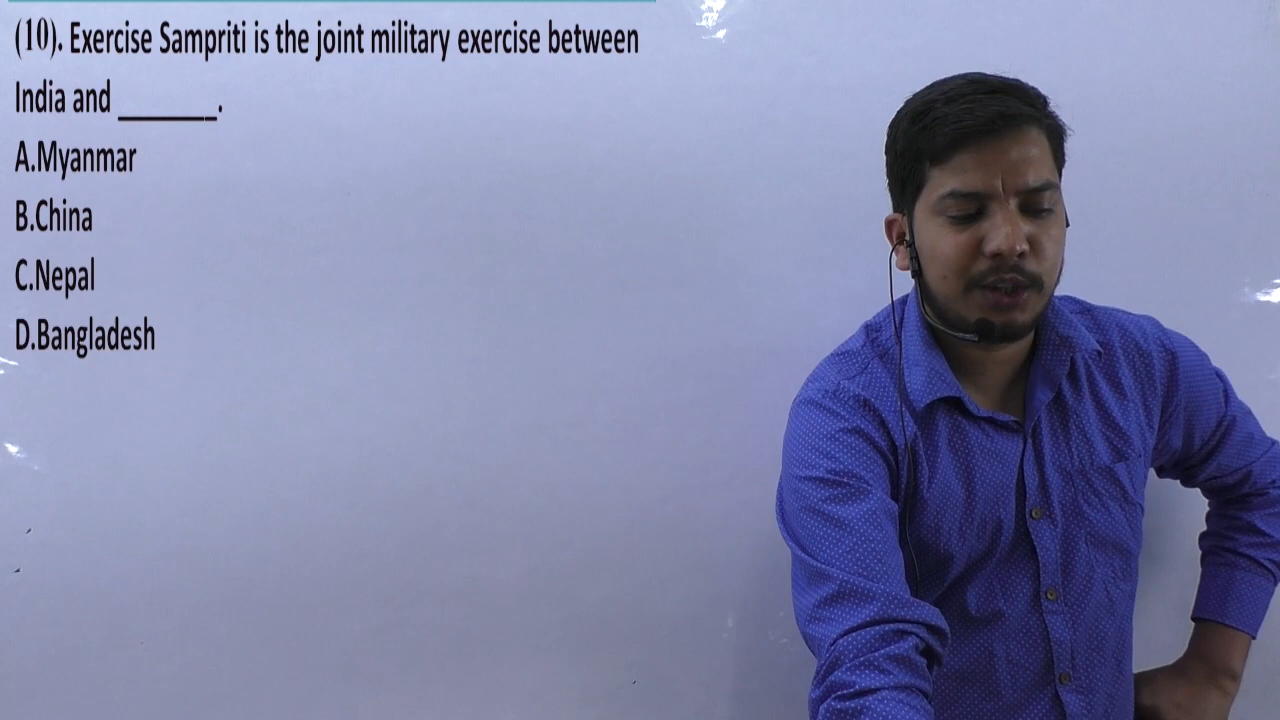 (10). Exercise Sampriti is the joint military exercise between
India and _______.
A.Myanmar
B.China
C.Nepal
D.Bangladesh